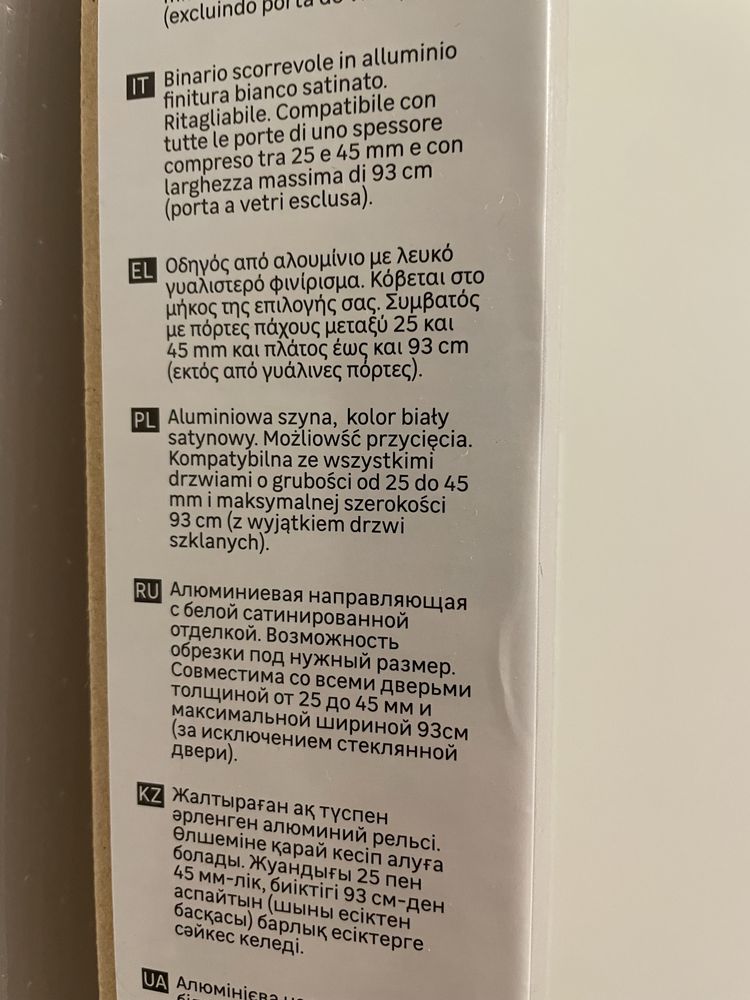 (excluindo porta de
IT Binario scorrevole in alluminio
finitura bianco satinato.
Ritagliabile. Compatibile con
tutte le porte di uno spessore
compreso tra 25 e 45 mm e con
larghezza massima di 93 cm
(porta a vetri esclusa).
EL Οδηγός από αλουμίνιο με λευκό
γυαλιστερό φινίρισμα. Κόβεται στο
μήκος της επιλογής σας. Συμβατός
με πόρτες πάχους μεταξύ 25 και
45 mm και πλάτος έως και 93 cm
(εκτός από γυάλινες πόρτες).
PL Aluminiowa szyna, kolor biały
satynowy. Możliowść przycięcia.
Kompatybilna ze wszystkimi
drzwiami o grubości od 25 do 45
mm i maksymalnej szerokości
93 cm (z wyjątkiem drzwi
szklanych).
RU Алюминиевая направляющая
с белой сатинированной
отделкой. Возможность
обрезки под нужный размер.
Совместима со всеми дверьми
толщиной от 25 до 45 мм и
максимальной шириной 93см
(за исключением стеклянной
двери).
KZ Жалтыраған ақ түспен
әрленген алюминий рельсі.
Өлшеміне қарай кесіп алуға
болады. Жуандығы 25 пен
45 мм-лік, биіктігі 93 см-ден
аспайтын (шыны есіктен
басқасы) барлық есіктерге
сәйкес келеді.
UA Алюмінієва